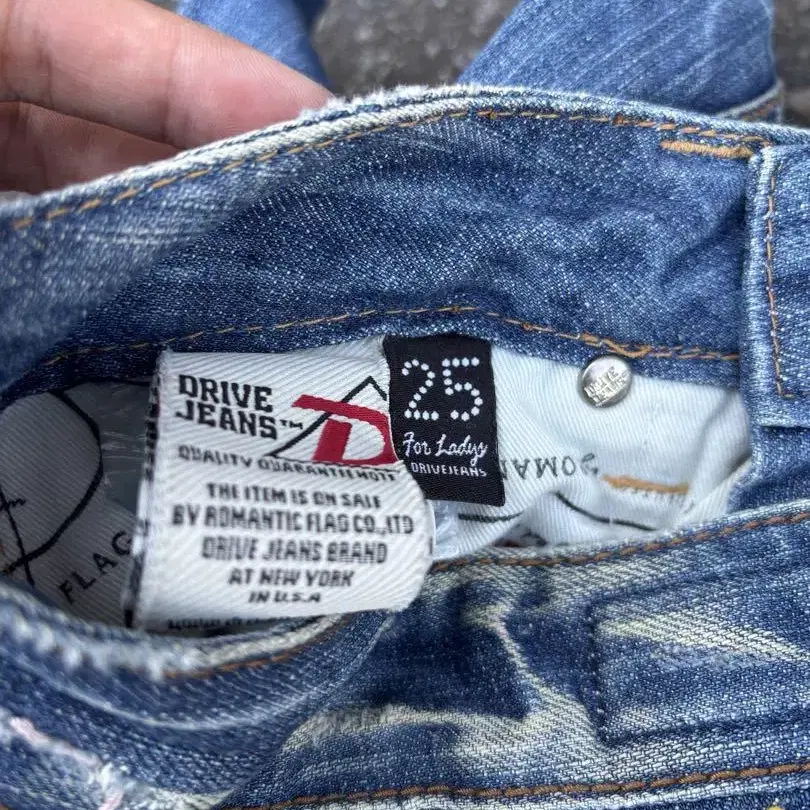 DRIVE
JEANS™
D
QUALITY GUARANTEE NOTE
THE ITEM IS ON SALE
BY ROMANTIC FLAG CO.,LTD
DRIVE JEANS BRAND
AT NEW YORK
IN U.S.A
25
For Ladys
DRIVEJEANS
FLAG